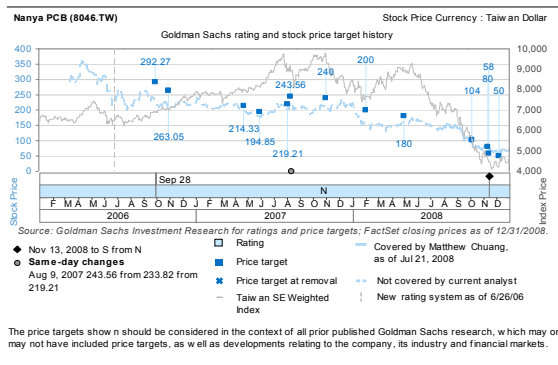 Nanya PCB (8046.TW) Stock Price Currency : Taiwan Dollar
Goldman Sachs rating and stock price target history
400 350 300 250 200 150 100 50 0
10,000 9,000 8,000 7,000 6,000 5,000 4,000
292.27 263.05 214.33 194.85 219.21 243.56 240 200 180 104 80 58 50
Stock Price
Index Price
Sep 28
N
F M A M J J A S O N D J F M A M J J A S O N D J F M A M J J A S O N D
2006 2007 2008
Source: Goldman Sachs Investment Research for ratings and price targets; FactSet closing prices as of 12/31/2008.
Nov 13, 2008 to S from N
Same-day changes
Aug 9, 2007 243.56 from 233.82 from
219.21
Rating
Price target
Price target at removal
Taiwan SE Weighted
Index
Covered by Matthew Chuang,
as of Jul 21, 2008
Not covered by current analyst
New rating system as of 6/26/06
The price targets shown should be considered in the context of all prior published Goldman Sachs research, which may or
may not have included price targets, as well as developments relating to the company, its industry and financial markets.